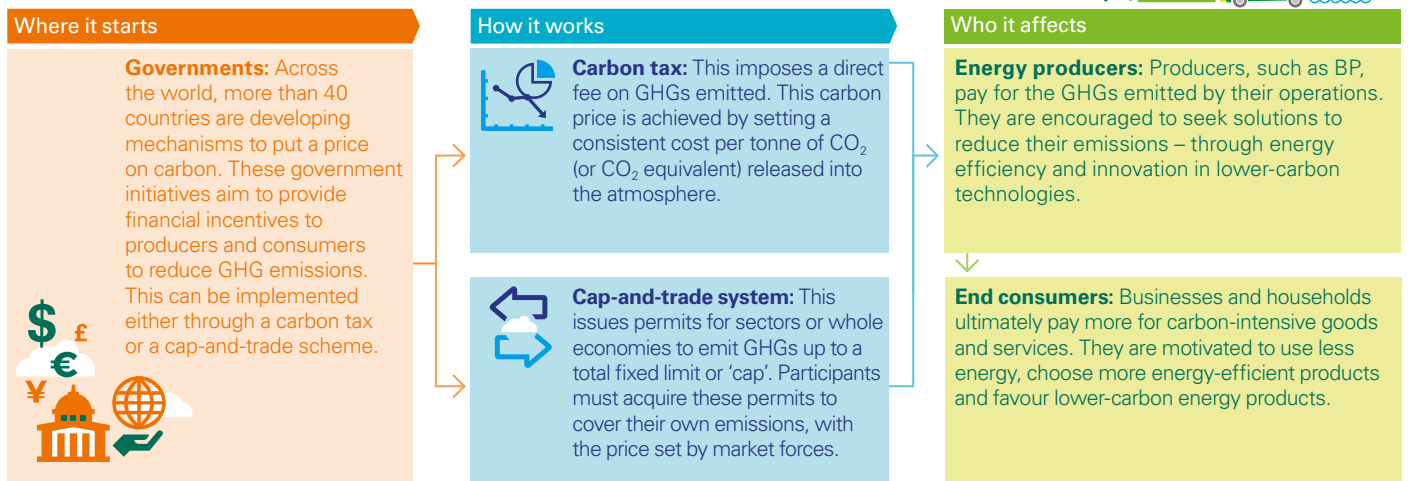 Where it starts
Governments: Across
the world, more than 40
countries are developing
mechanisms to put a price
on carbon. These government
initiatives aim to provide
financial incentives to
producers and consumers
to reduce GHG emissions.
This can be implemented
either through a carbon tax
or a cap-and-trade scheme.
$
£
€
¥
How it works
Carbon tax: This imposes a direct
fee on GHGs emitted. This carbon
price is achieved by setting a
consistent cost per tonne of CO₂
(or CO₂ equivalent) released into
the atmosphere.
Cap-and-trade system: This
issues permits for sectors or whole
economies to emit GHGs up to a
total fixed limit or ‘cap’. Participants
must acquire these permits to
cover their own emissions, with
the price set by market forces.
Who it affects
Energy producers: Producers, such as BP,
pay for the GHGs emitted by their operations.
They are encouraged to seek solutions to
reduce their emissions – through energy
efficiency and innovation in lower-carbon
technologies.
End consumers: Businesses and households
ultimately pay more for carbon-intensive goods
and services. They are motivated to use less
energy, choose more energy-efficient products
and favour lower-carbon energy products.